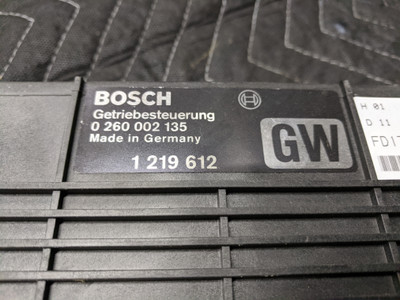 BOSCH
Getriebesteuerung
0 260 002 135
Made in Germany
1 219 612
GW
H 01
D 11